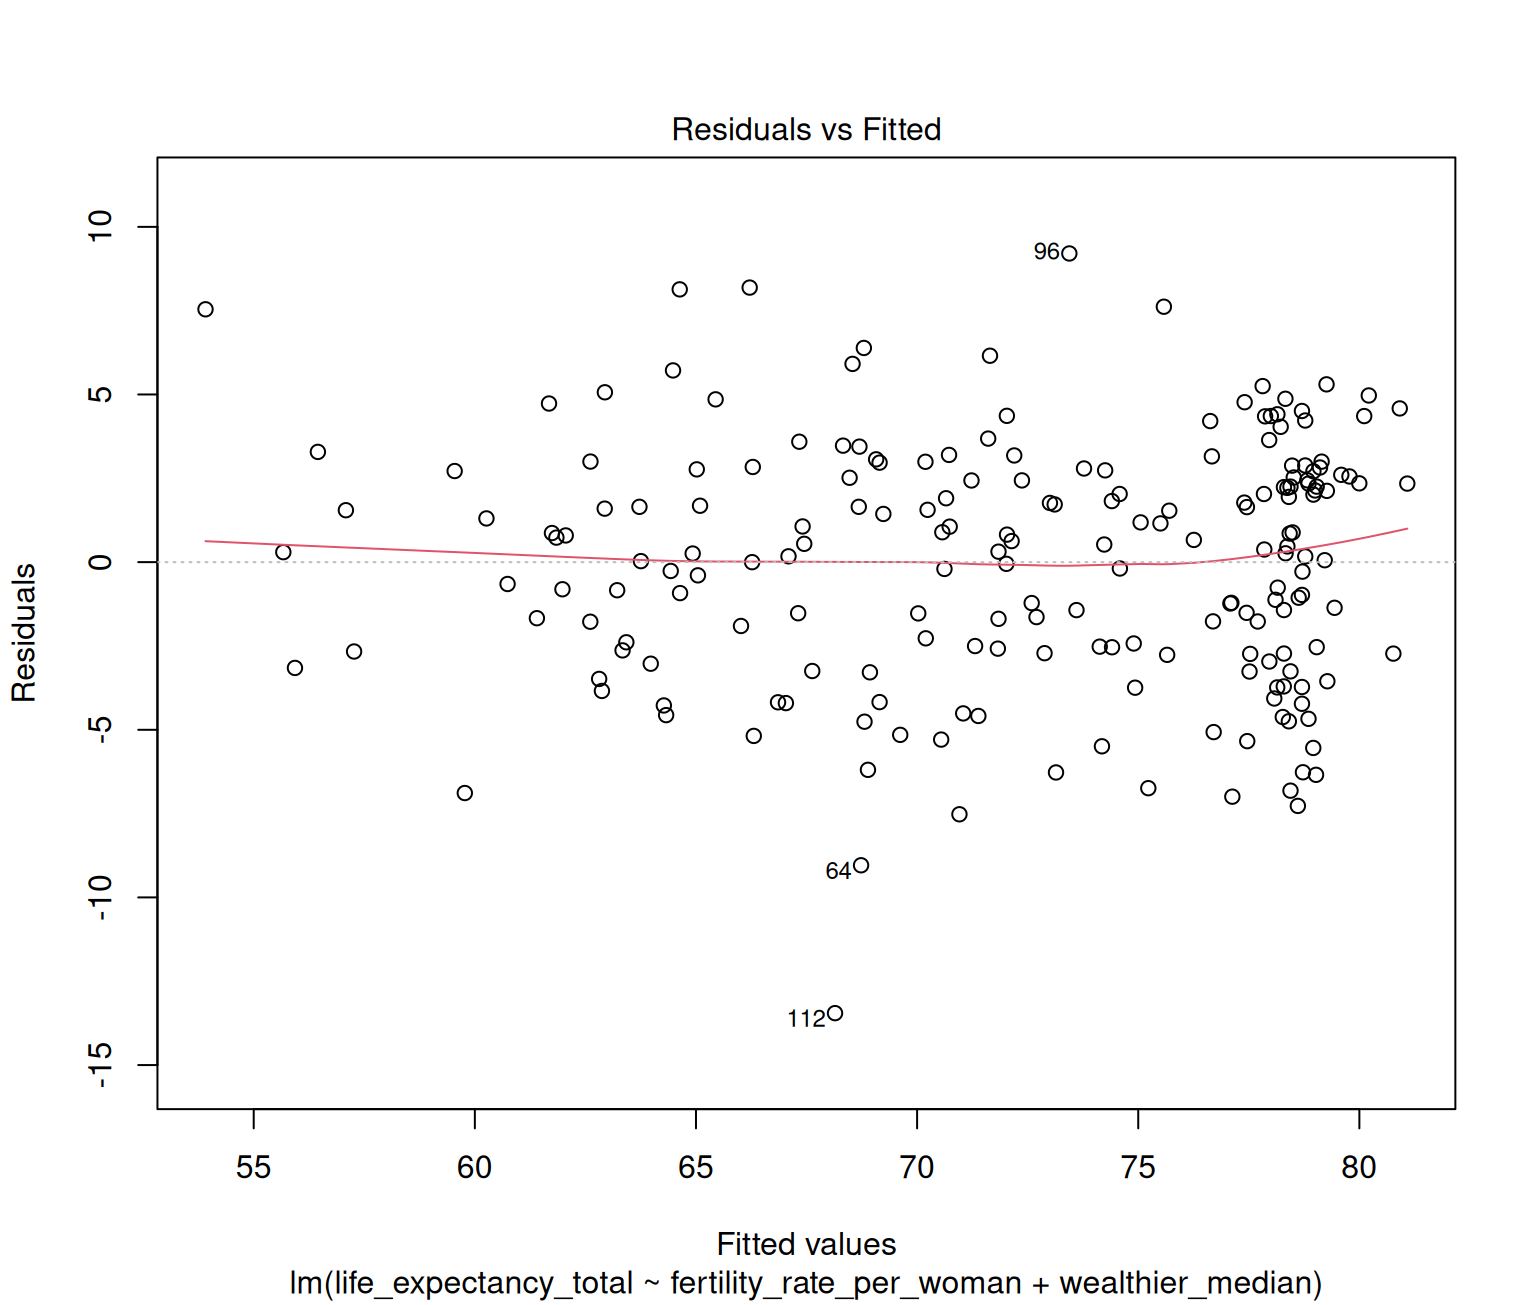 Residuals vs Fitted
10
5
0
-5
-10
-15
Residuals
96
64
112
55 60 65 70 75 80
Fitted values
lm(life_expectancy_total ~ fertility_rate_per_woman + wealthier_median)